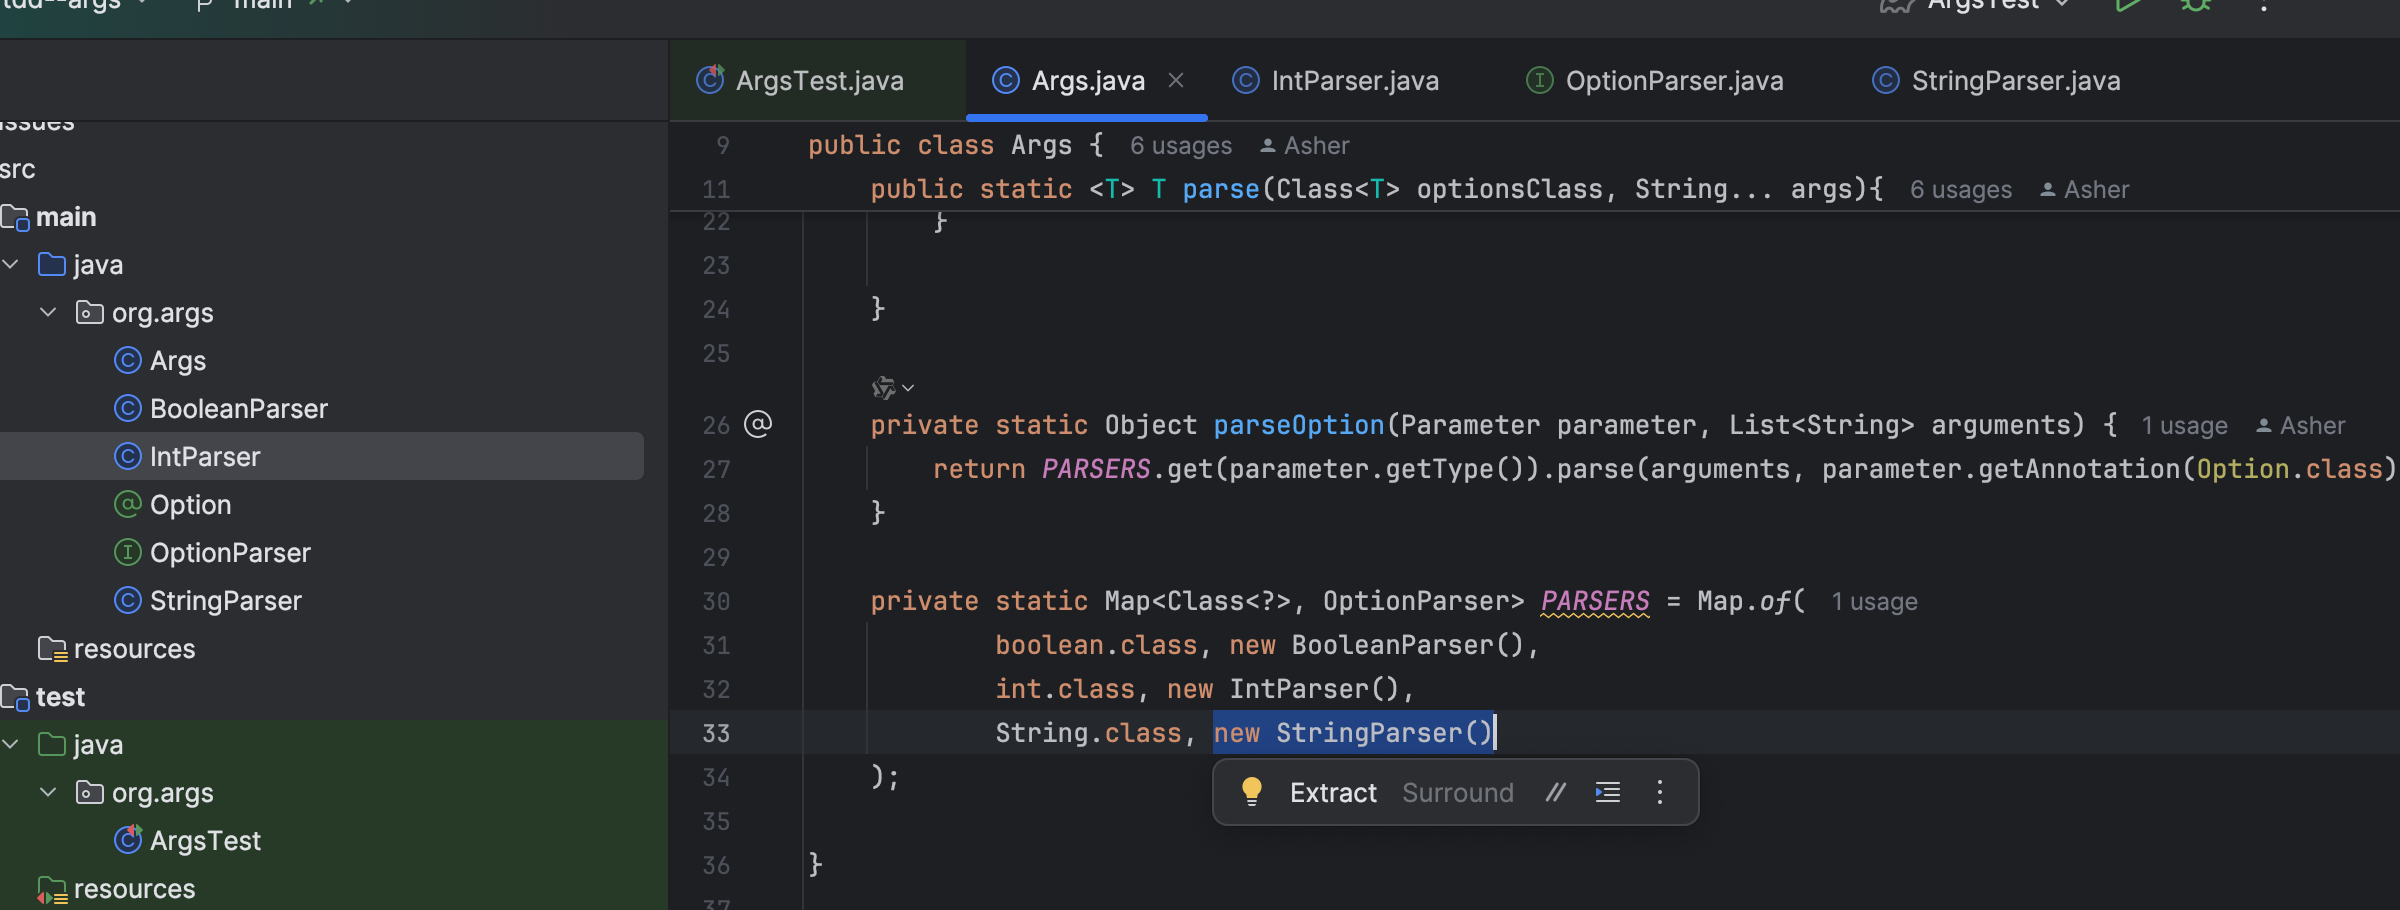 tdd--args
main
ArgsTest
issues
src
main
java
org.args
Args
BooleanParser
IntParser
Option
OptionParser
StringParser
resources
test
java
org.args
ArgsTest
resources
ArgsTest.java
Args.java
IntParser.java
OptionParser.java
StringParser.java
9 public class Args { 6 usages Asher
11 public static <T> T parse(Class<T> optionsClass, String... args){ 6 usages Asher
22 }
23
24 }
25
26 private static Object parseOption(Parameter parameter, List<String> arguments) { 1 usage Asher
27 return PARSERS.get(parameter.getType()).parse(arguments, parameter.getAnnotation(Option.class)
28 }
29
30 private static Map<Class<?>, OptionParser> PARSERS = Map.of( 1 usage
31 boolean.class, new BooleanParser(),
32 int.class, new IntParser(),
33 String.class, new StringParser()
34 );
Extract Surround //
35
36 }
37